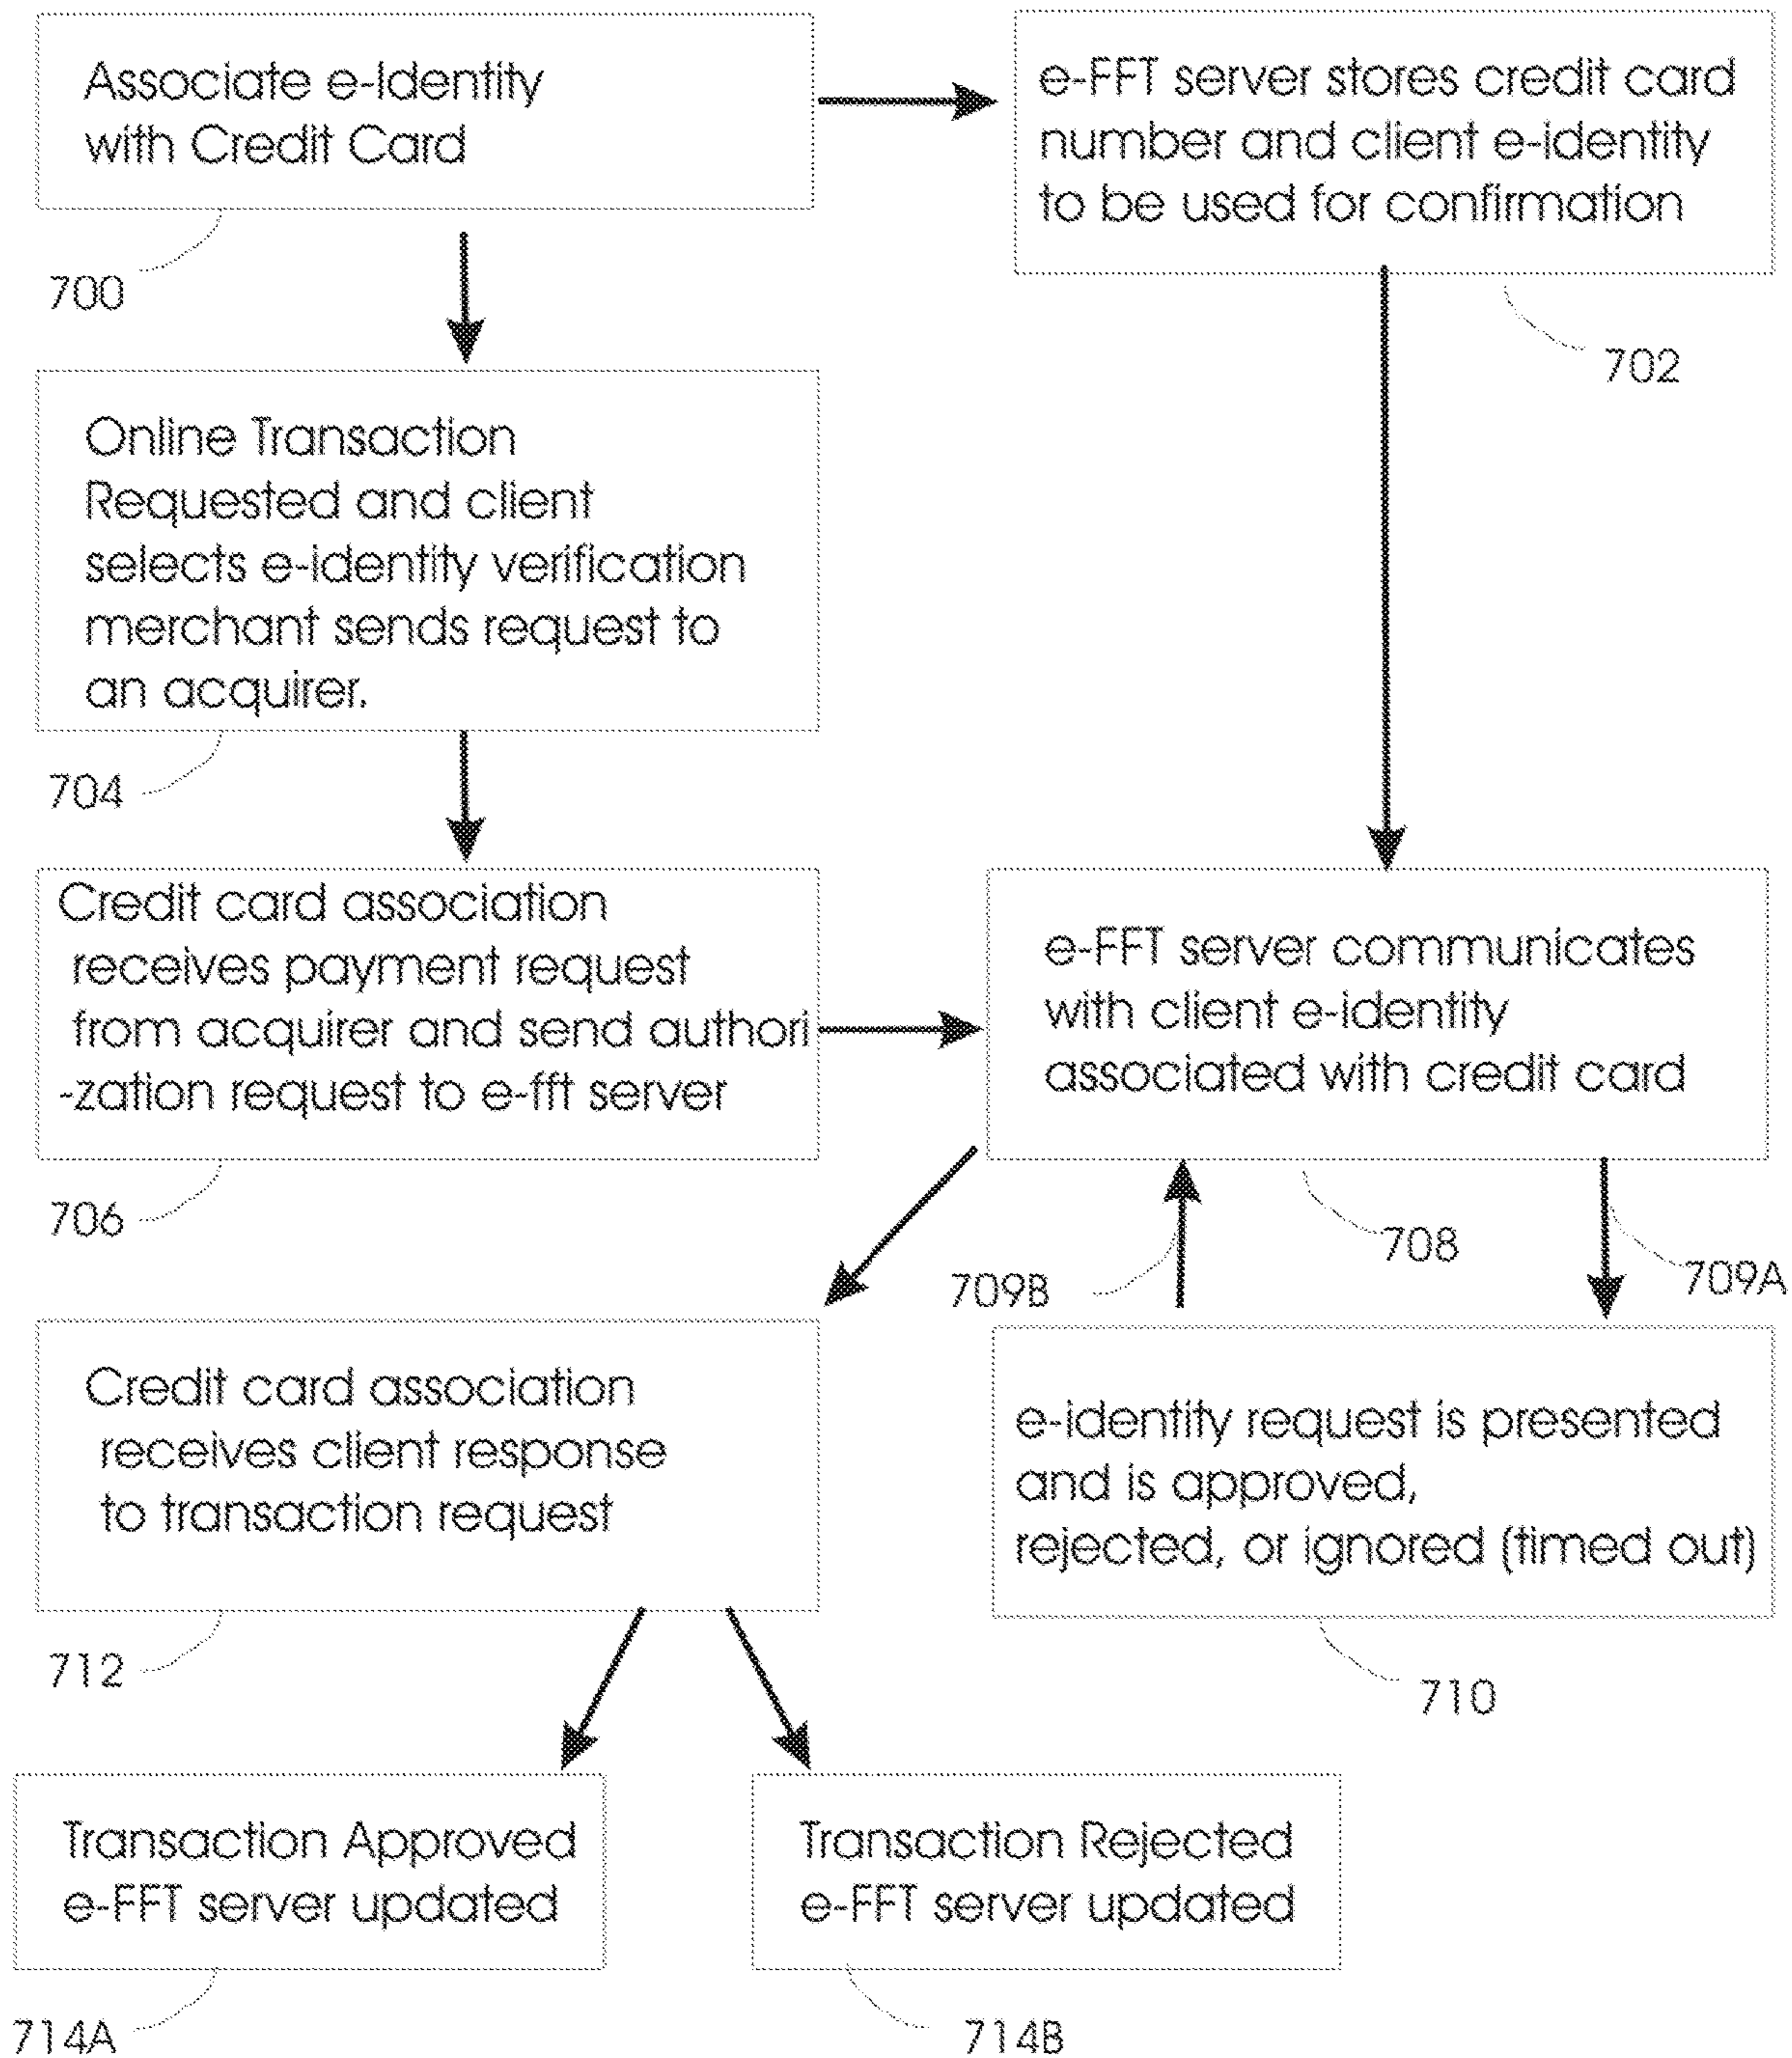 Associate e-Identity
with Credit Card
700
e-FFT server stores credit card
number and client e-identity
to be used for confirmation
702
Online Transaction
Requested and client
selects e-identity verification
merchant sends request to
an acquirer.
704
Credit card association
receives payment request
from acquirer and send authori
-zation request to e-fft server
706
e-FFT server communicates
with client e-identity
associated with credit card
708
709B
709A
Credit card association
receives client response
to transaction request
712
e-identity request is presented
and is approved,
rejected, or ignored (timed out)
710
Transaction Approved
e-FFT server updated
714A
Transaction Rejected
e-FFT server updated
714B